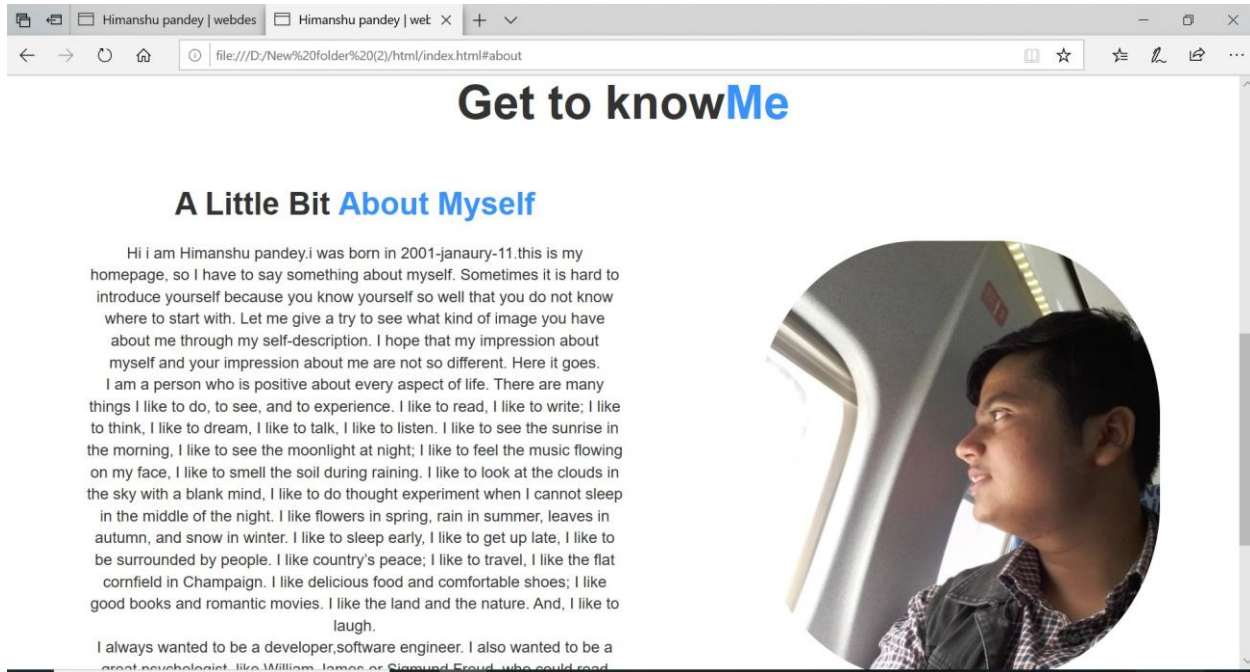 Himanshu pandey | webdes
Himanshu pandey | wet
file:///D:/New%20folder%20(2)/html/index.html#about
Get to knowMe
A Little Bit About Myself
Hi i am Himanshu pandey.i was born in 2001-janaury-11.this is my
homepage, so I have to say something about myself. Sometimes it is hard to
introduce yourself because you know yourself so well that you do not know
where to start with. Let me give a try to see what kind of image you have
about me through my self-description. I hope that my impression about
myself and your impression about me are not so different. Here it goes.
I am a person who is positive about every aspect of life. There are many
things I like to do, to see, and to experience. I like to read, I like to write; I like
to think, I like to dream, I like to talk, I like to listen. I like to see the sunrise in
the morning, I like to see the moonlight at night; I like to feel the music flowing
on my face, I like to smell the soil during raining. I like to look at the clouds in
the sky with a blank mind, I like to do thought experiment when I cannot sleep
in the middle of the night. I like flowers in spring, rain in summer, leaves in
autumn, and snow in winter. I like to sleep early, I like to get up late, I like to
be surrounded by people. I like country's peace; I like to travel, I like the flat
cornfield in Champaign. I like delicious food and comfortable shoes; I like
good books and romantic movies. I like the land and the nature. And, I like to
laugh.
I always wanted to be a developer,software engineer. I also wanted to be a
great psychologist, like William James or Sigmund Freud, who could read